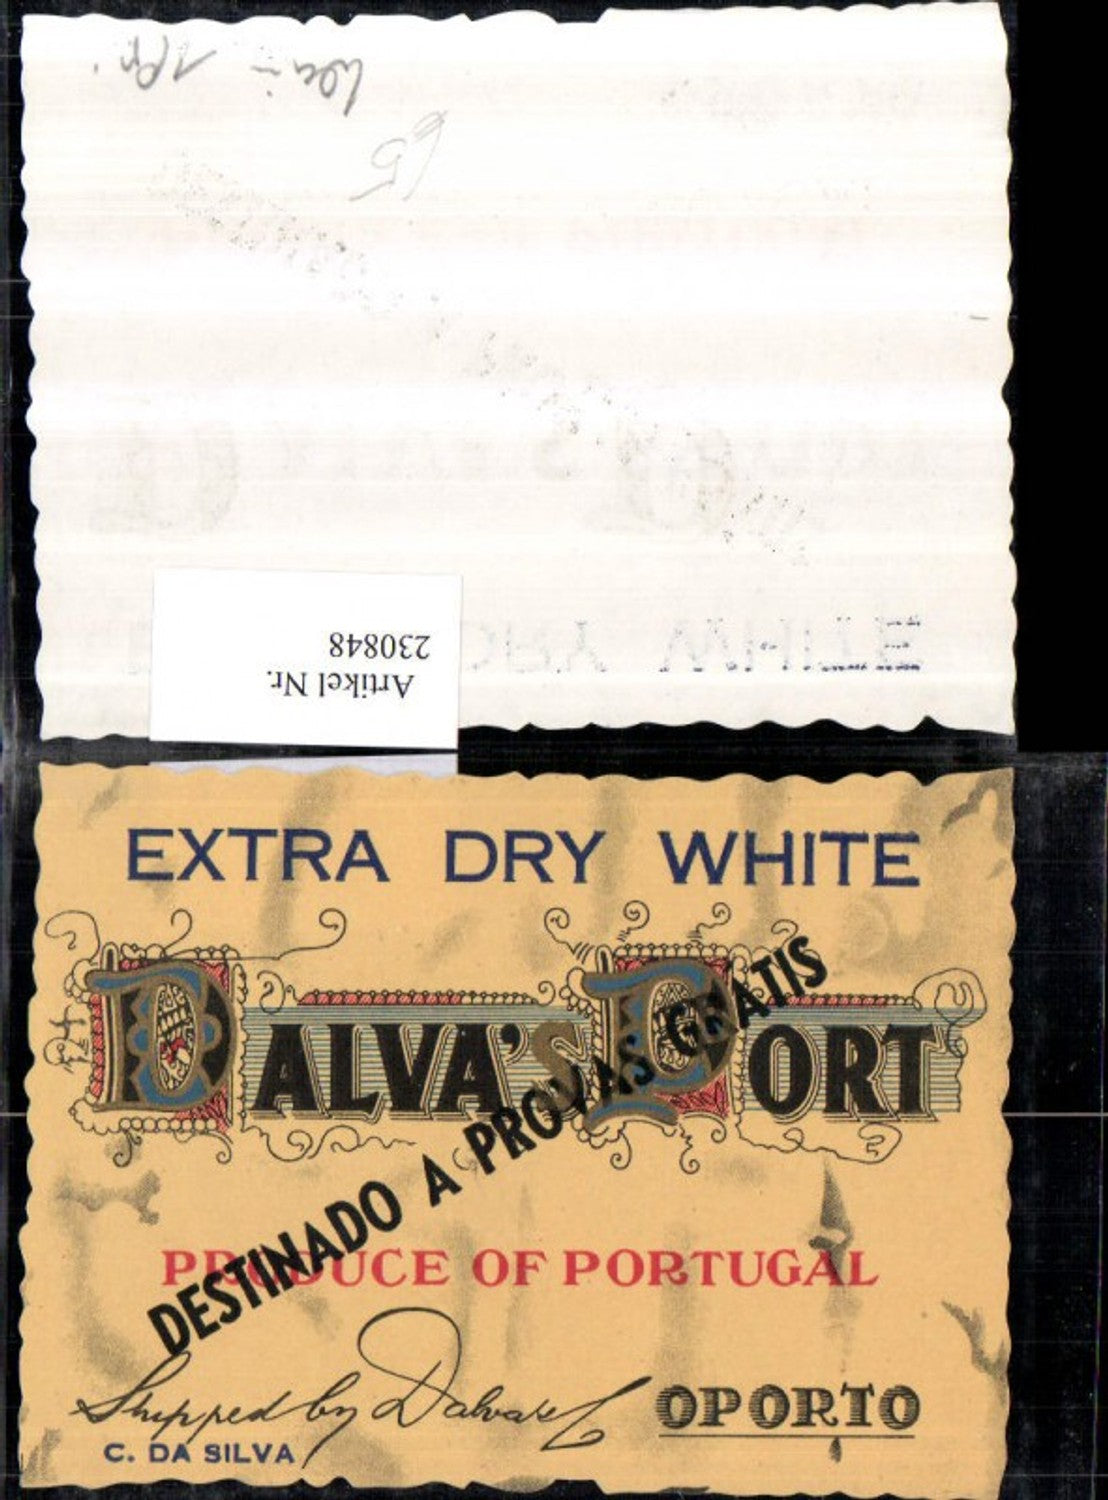 Artikel Nr.
230848
EXTRA DRY WHITE
DALVA'S PORT
DESTINADO A PROVAS GRATIS
PRODUCE OF PORTUGAL
Shipped by Dalvares
OPORTO
C. DA SILVA